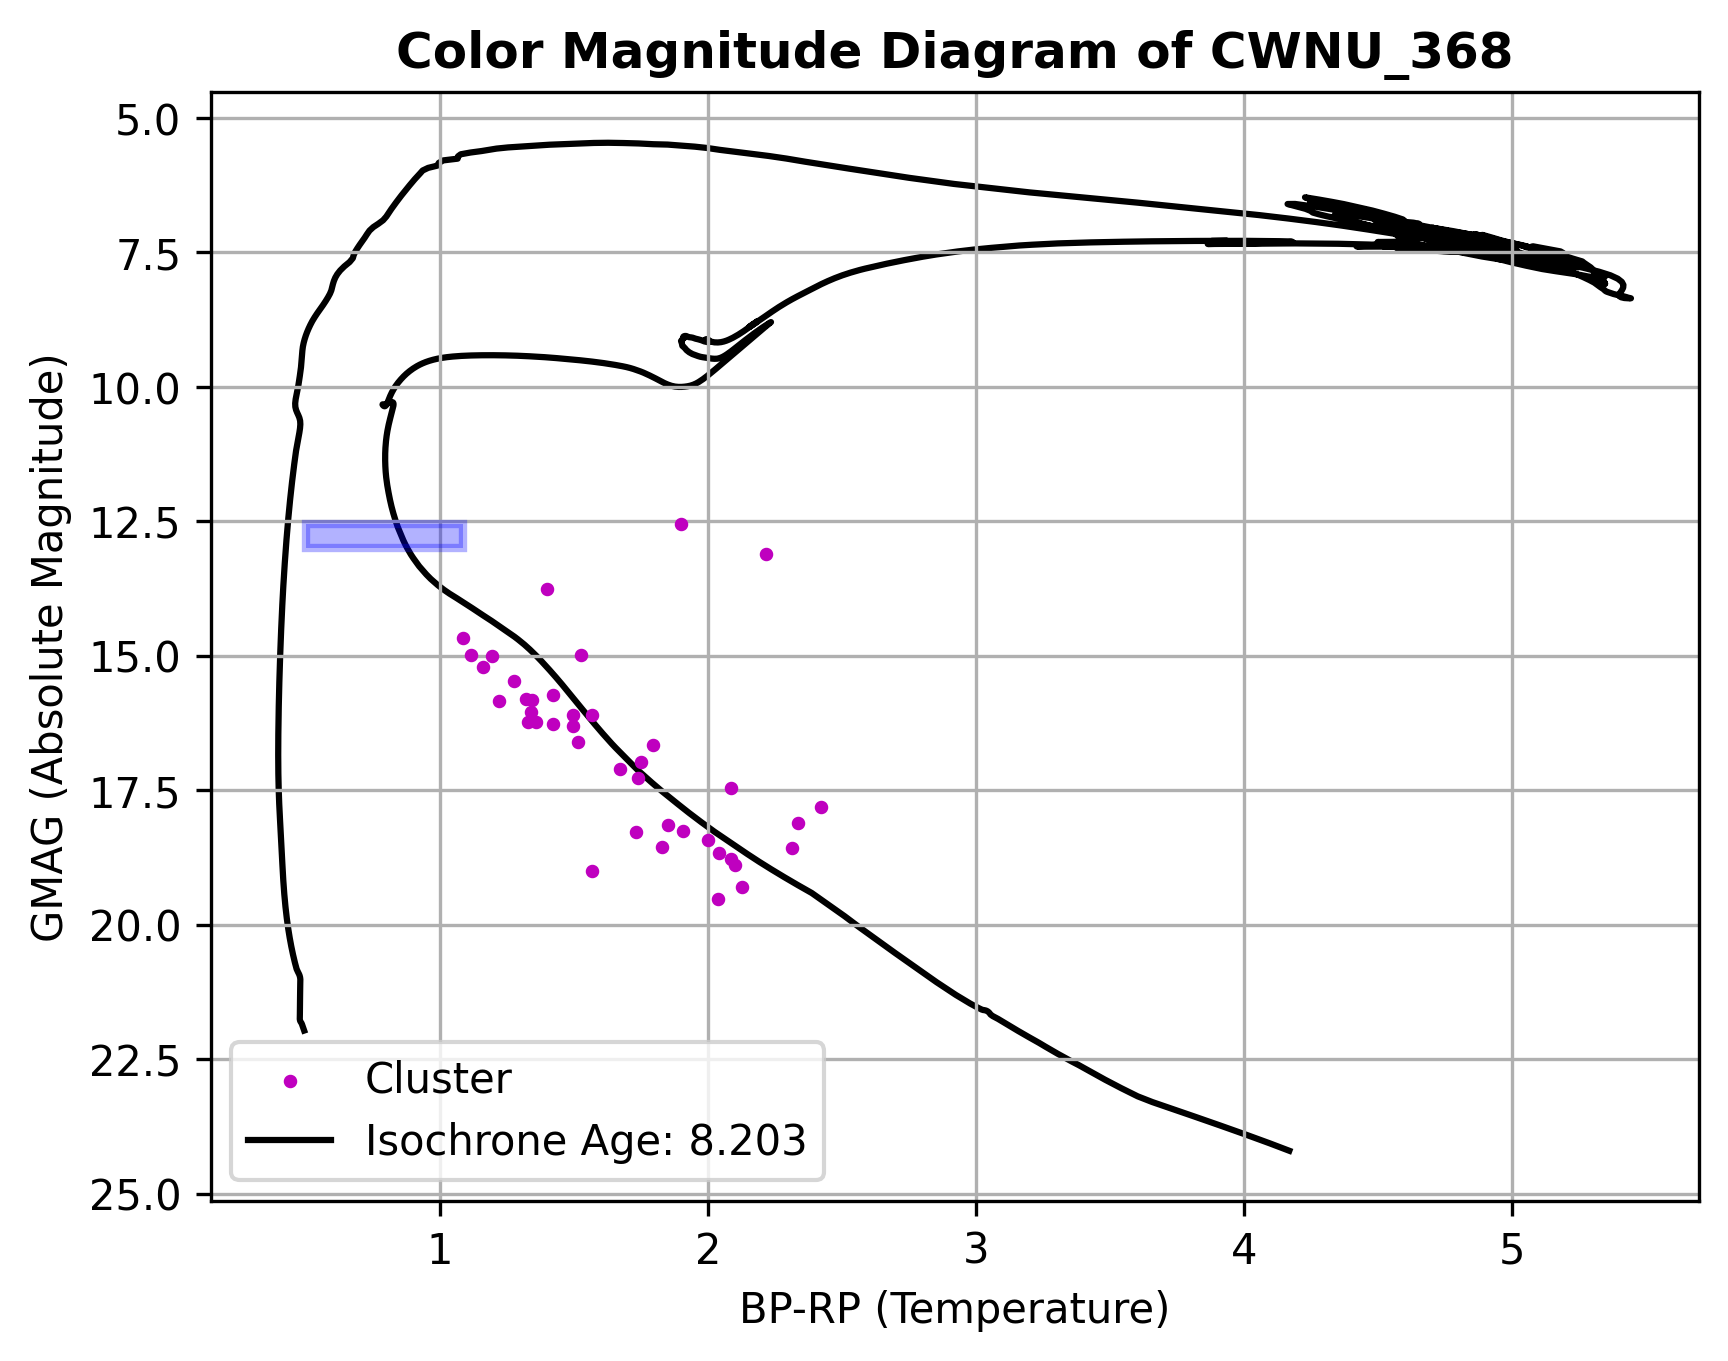 Color Magnitude Diagram of CWNU_368
GMAG (Absolute Magnitude)
5.0
7.5
10.0
12.5
15.0
17.5
20.0
22.5
25.0
Cluster
Isochrone Age: 8.203
1 2 3 4 5
BP-RP (Temperature)